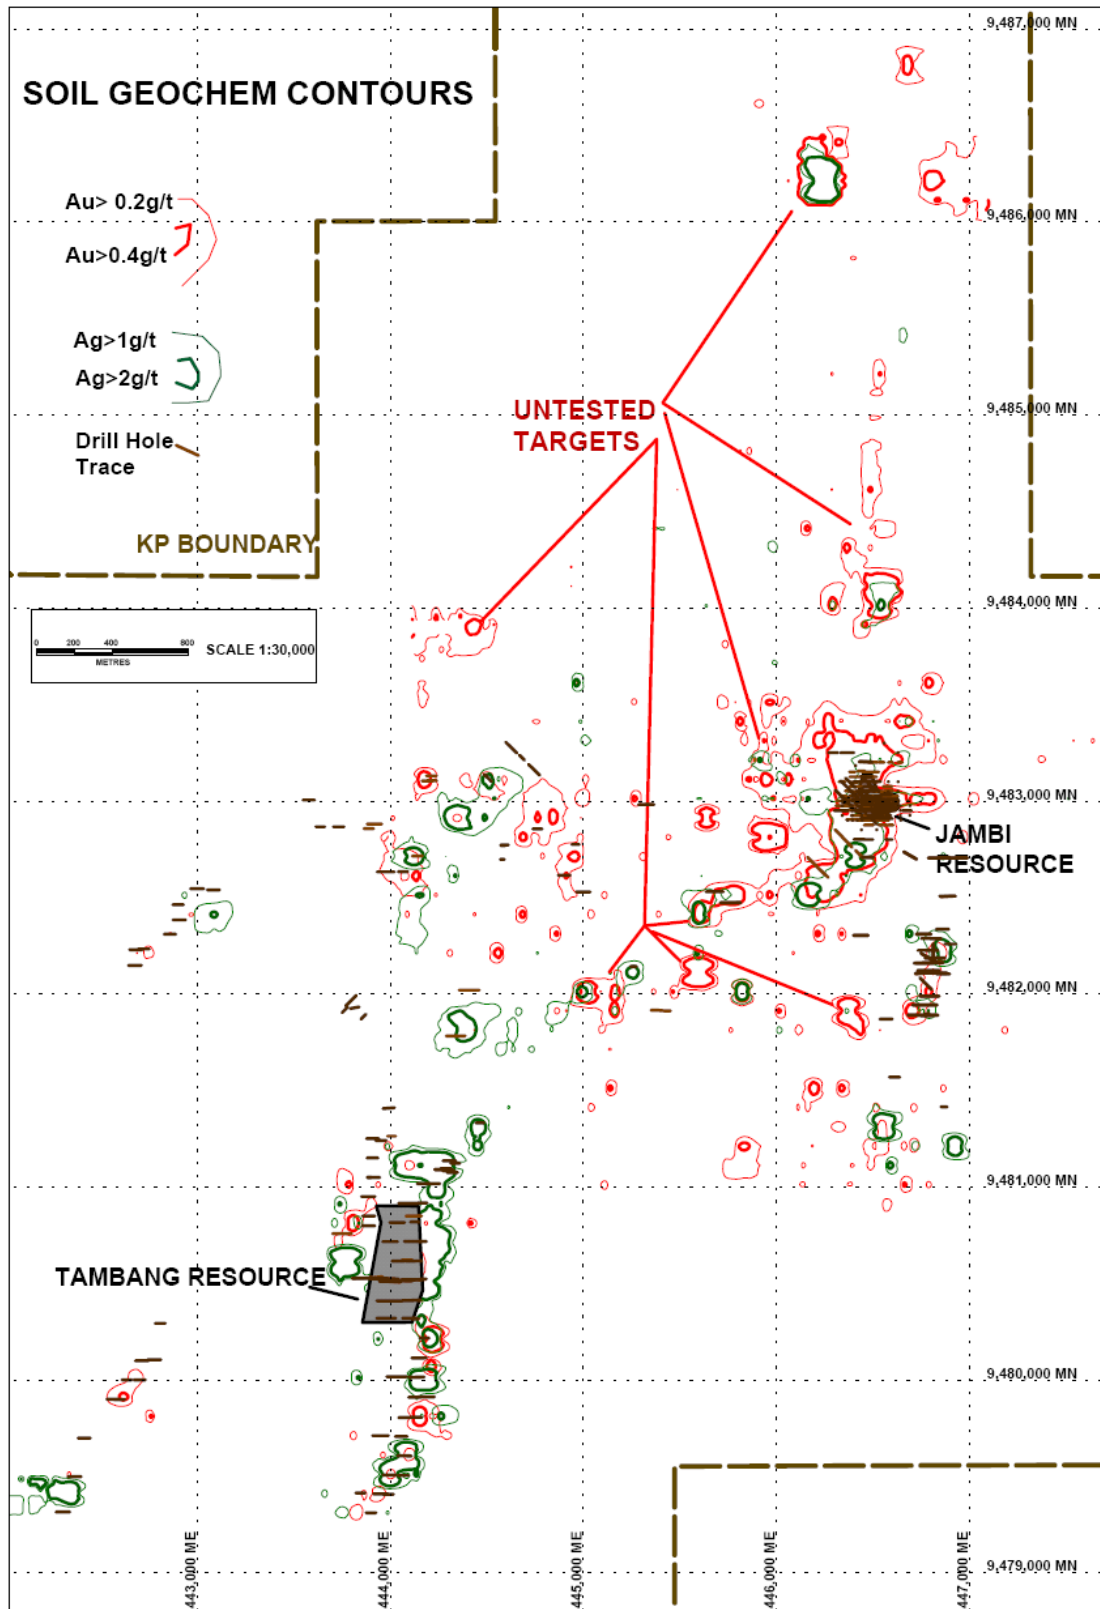 9,487,000 MN
SOIL GEOCHEM CONTOURS
Au> 0.2g/t
Au>0.4g/t
9,486,000 MN
Ag>1g/t
Ag>2g/t
UNTESTED
TARGETS
9,485,000 MN
Drill Hole
Trace
KP BOUNDARY
9,484,000 MN
0 200 400 800
METRES
SCALE 1:30,000
9,483,000 MN
JAMBI
RESOURCE
9,482,000 MN
9,481,000 MN
TAMBANG RESOURCE
9,480,000 MN
9,479,000 MN
443,000 ME
444,000 ME
445,000 ME
446,000 ME
447,000 ME